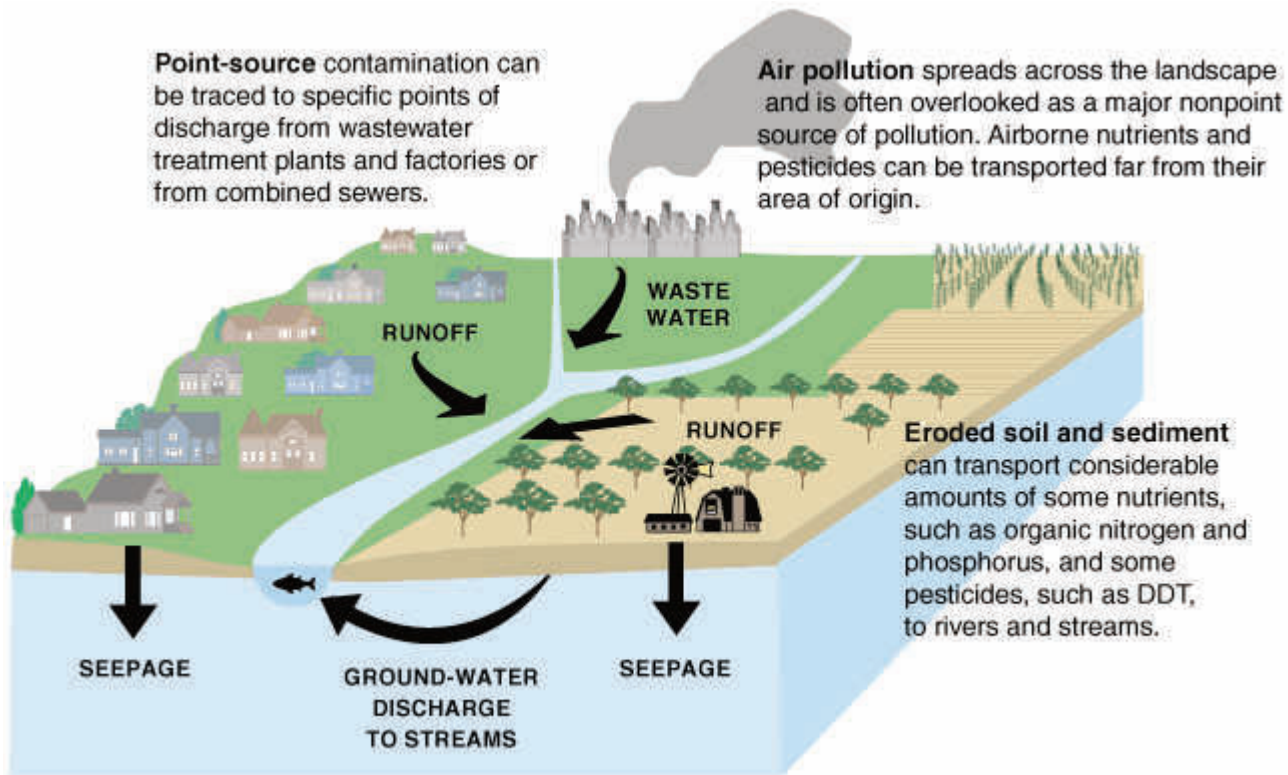 Point-source contamination can
be traced to specific points of
discharge from wastewater
treatment plants and factories or
from combined sewers.
Air pollution spreads across the landscape
and is often overlooked as a major nonpoint
source of pollution. Airborne nutrients and
pesticides can be transported far from their
area of origin.
WASTE
WATER
RUNOFF
RUNOFF
Eroded soil and sediment
can transport considerable
amounts of some nutrients,
such as organic nitrogen and
phosphorus, and some
pesticides, such as DDT,
to rivers and streams.
SEEPAGE
GROUND-WATER
DISCHARGE
TO STREAMS
SEEPAGE